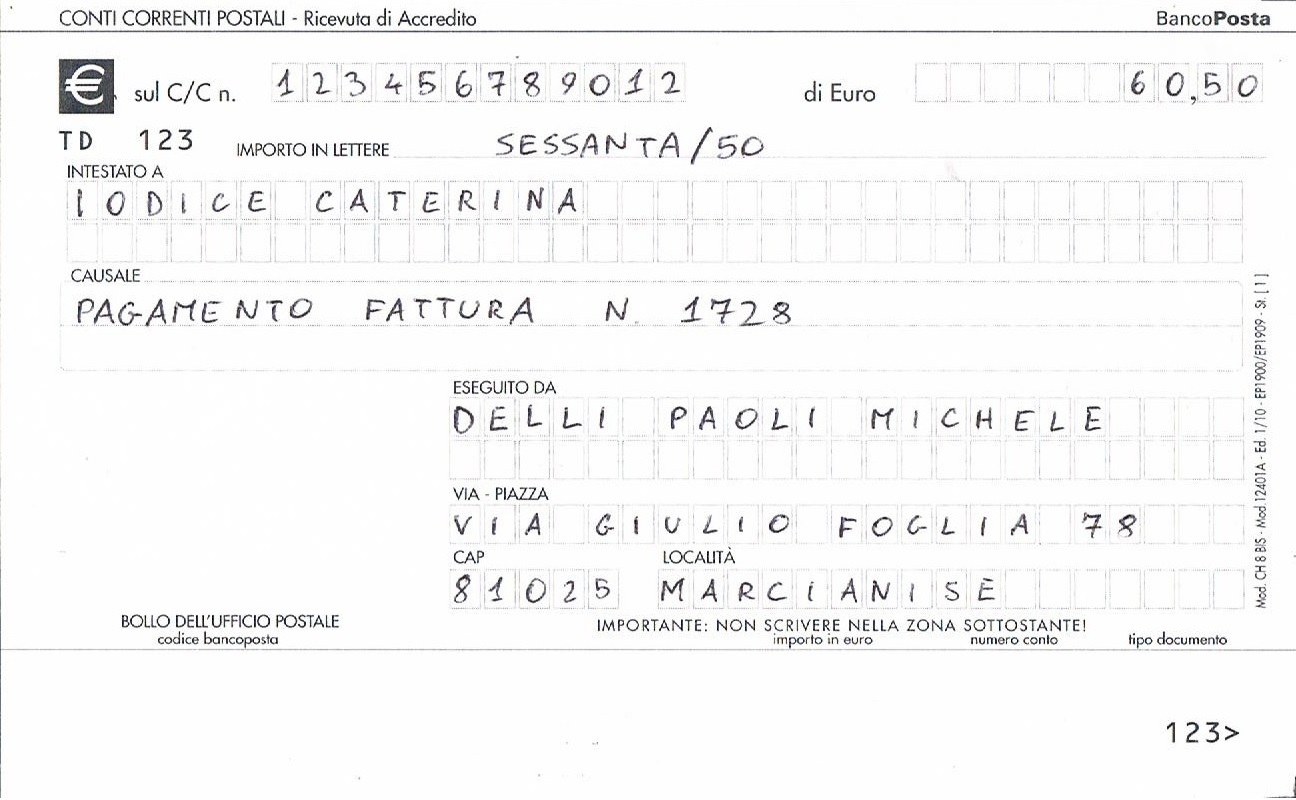 CONTI CORRENTI POSTALI - Ricevuta di Accredito BancoPosta
€ sul C/C n. 123456789012 di Euro 60,50
TD 123 IMPORTO IN LETTERE SESSANTA/50
INTESTATO A
IODICE CATERINA
CAUSALE
PAGAMENTO FATTURA N. 1728
ESEGUITO DA
DELLI PAOLI MICHELE
VIA - PIAZZA
VIA GIULIO FOGLIA 78
CAP LOCALITÀ
81025 MARCIANISE
BOLLO DELL'UFFICIO POSTALE
codice bancoposta
IMPORTANTE: NON SCRIVERE NELLA ZONA SOTTOSTANTE!
importo in euro numero conto tipo documento
Mod. CH 8 BIS - Mod.12401A - Ed. 1/10 - EP1900/EP1909 - St. [1]
123>